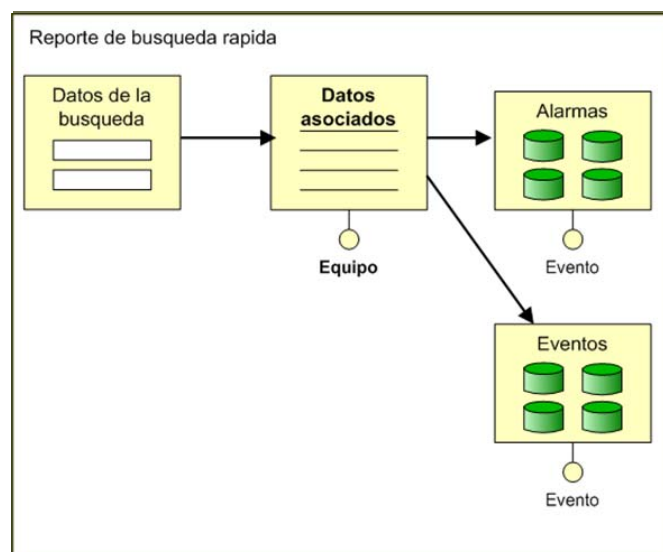 Reporte de busqueda rapida
Datos de la
busqueda
Datos
asociados
Equipo
Alarmas
Evento
Eventos
Evento